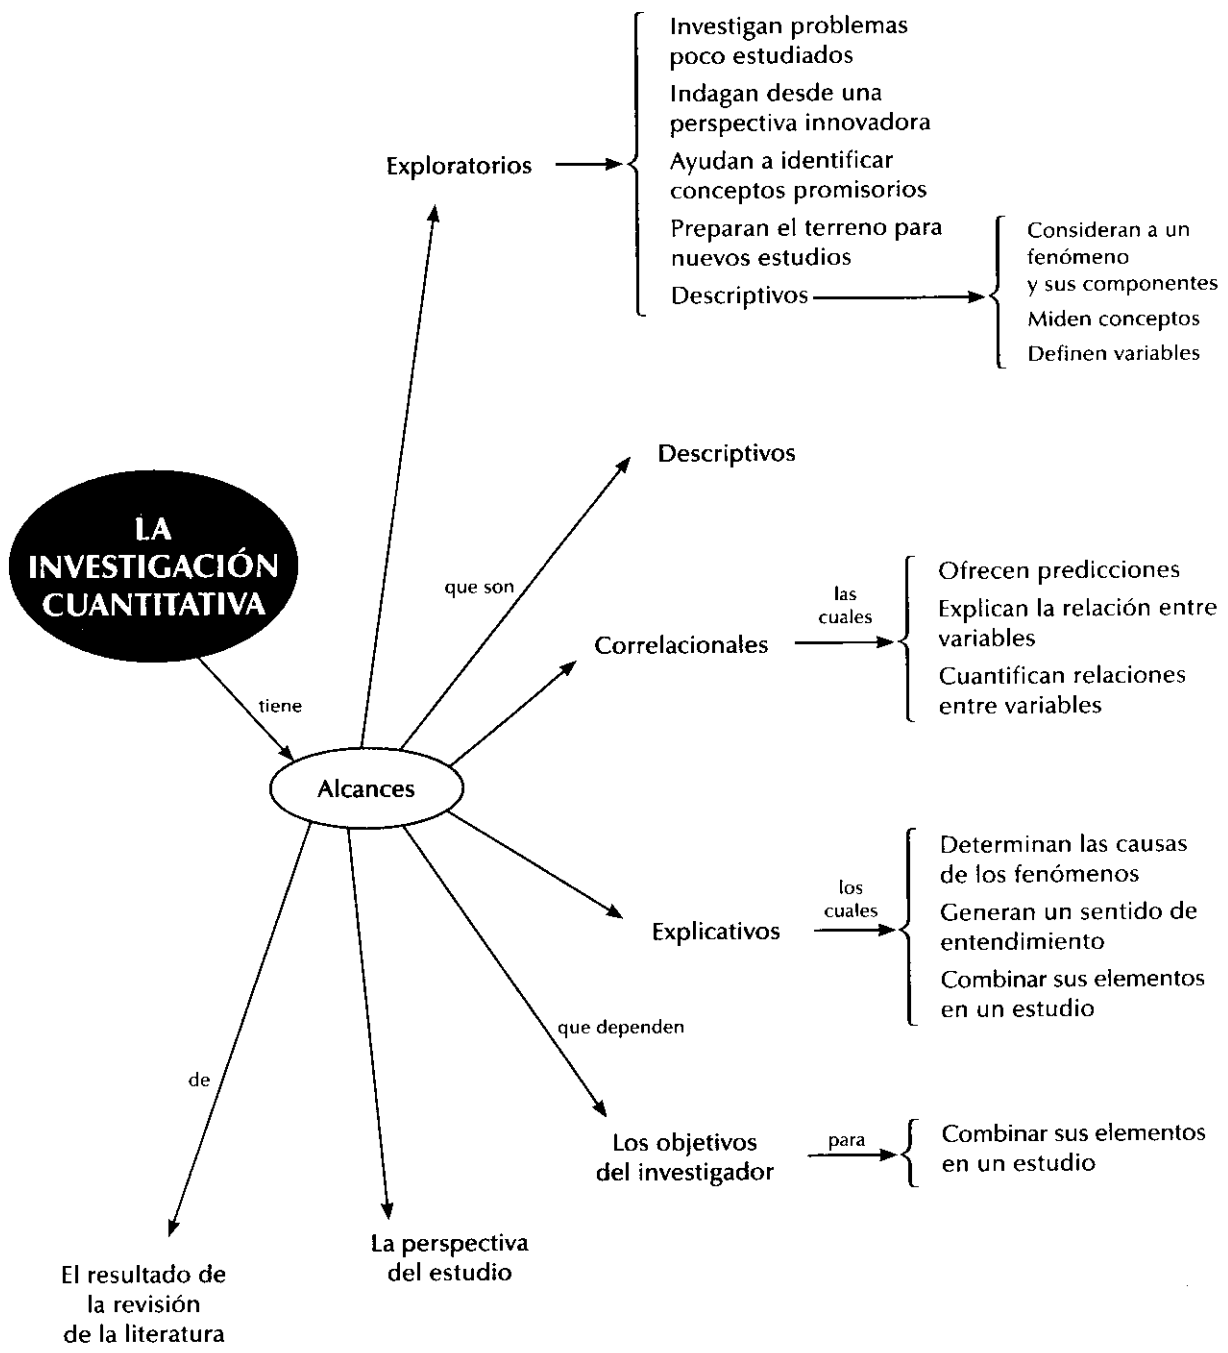 Investigan problemas
poco estudiados
Indagan desde una
perspectiva innovadora
Exploratorios
Ayudan a identificar
conceptos promisorios
Preparan el terreno para
nuevos estudios
Descriptivos
Consideran a un
fenómeno
y sus componentes
Miden conceptos
Definen variables
Descriptivos
LA
INVESTIGACIÓN
CUANTITATIVA
que son
Correlacionales
las
cuales
Ofrecen predicciones
Explican la relación entre
variables
Cuantifican relaciones
entre variables
tiene
Alcances
Explicativos
los
cuales
Determinan las causas
de los fenómenos
Generan un sentido de
entendimiento
Combinar sus elementos
en un estudio
que dependen
de
Los objetivos
del investigador
para
Combinar sus elementos
en un estudio
La perspectiva
del estudio
El resultado de
la revisión
de la literatura